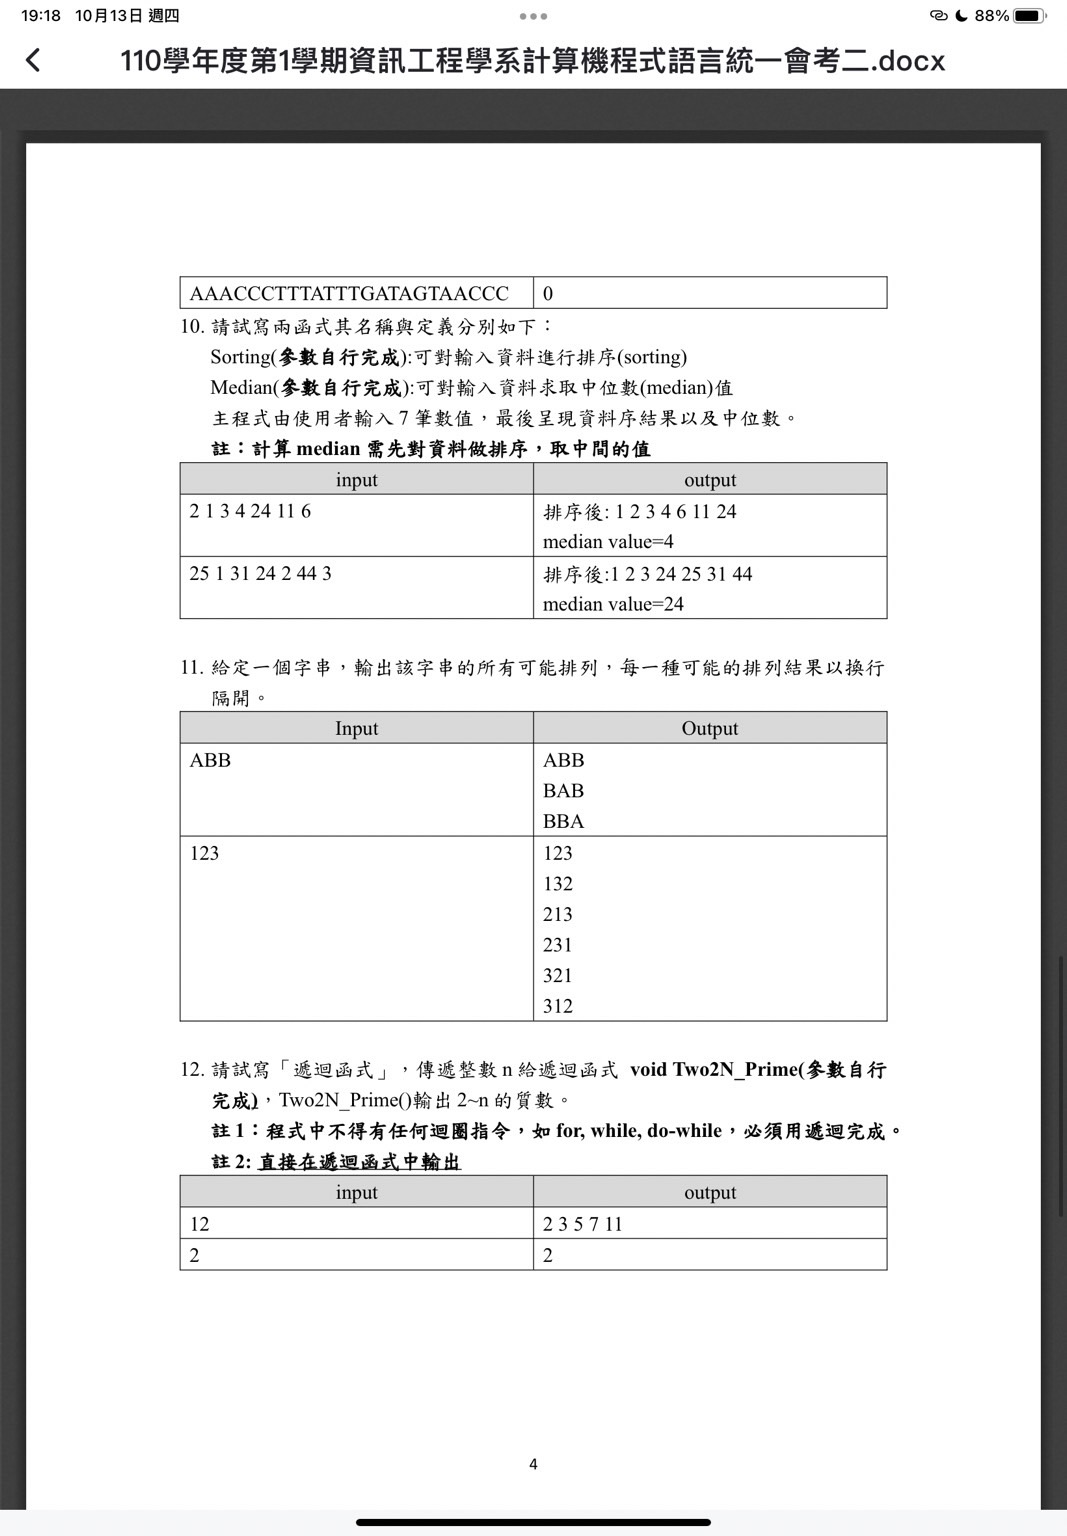 19:18 10月13日 週四
88%
110學年度第1學期資訊工程學系計算機程式語言統一會考二.docx
AAACCCTTTATTTGATAGTAACCC 0
10. 請試寫兩函式其名稱與定義分別如下：
Sorting(參數自行完成):可對輸入資料進行排序(sorting)
Median(參數自行完成):可對輸入資料求取中位數(median)值
主程式由使用者輸入 7 筆數值，最後呈現資料序結果以及中位數。
註：計算 median 需先對資料做排序，取中間的值
input output
2 1 3 4 24 11 6 排序後: 1 2 3 4 6 11 24
median value=4
25 1 31 24 2 44 3 排序後:1 2 3 24 25 31 44
median value=24
11. 給定一個字串，輸出該字串的所有可能排列，每一種可能的排列結果以換行
隔開。
Input Output
ABB ABB
BAB
BBA
123 123
132
213
231
321
312
12. 請試寫「遞迴函式」，傳遞整數 n 給遞迴函式 void Two2N_Prime(參數自行
完成)，Two2N_Prime()輸出 2~n 的質數。
註 1：程式中不得有任何迴圈指令，如 for, while, do-while，必須用遞迴完成。
註 2: 直接在遞迴函式中輸出
input output
12 2 3 5 7 11
2 2
4